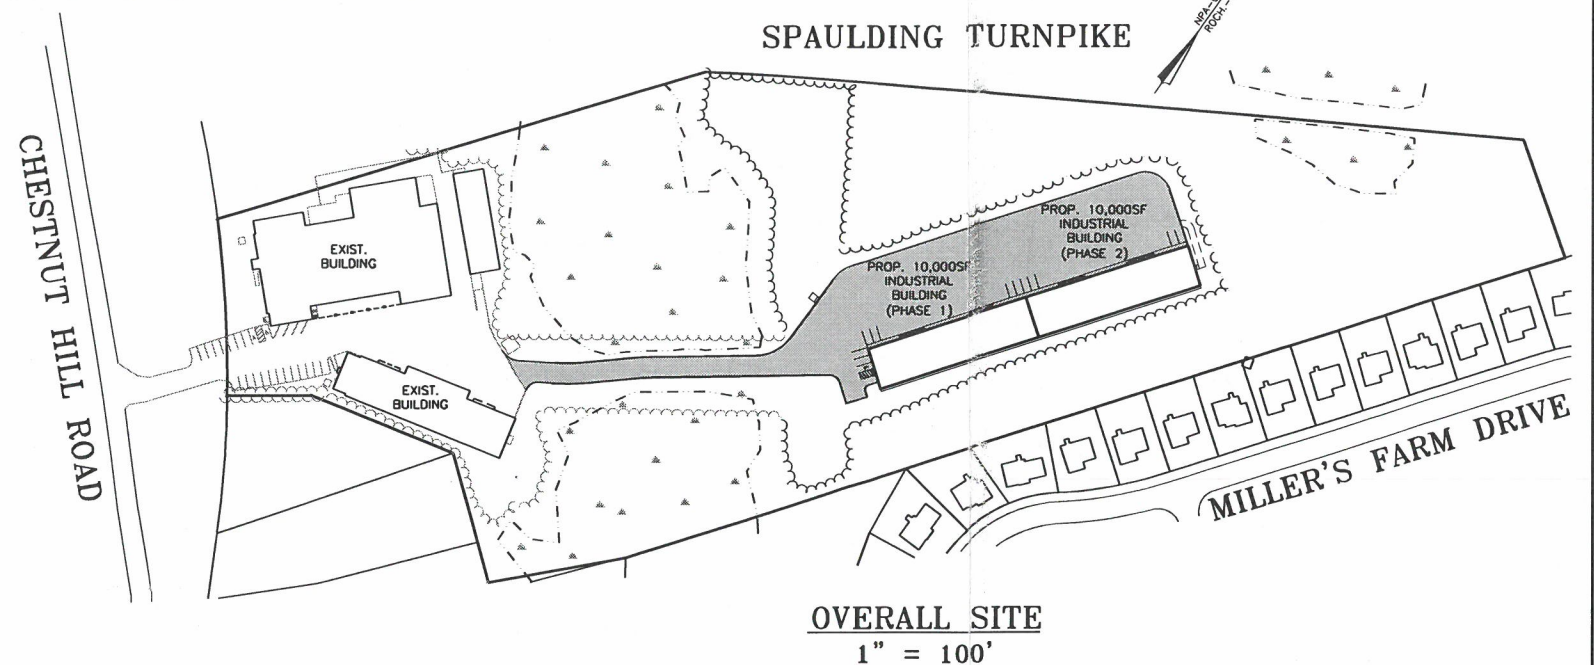 SPAULDING TURNPIKE
CHESTNUT HILL ROAD
EXIST.
BUILDING
EXIST.
BUILDING
PROP. 10,000SF
INDUSTRIAL
BUILDING
(PHASE 1)
PROP. 10,000SF
INDUSTRIAL
BUILDING
(PHASE 2)
MILLER'S FARM DRIVE
OVERALL SITE
1" = 100'